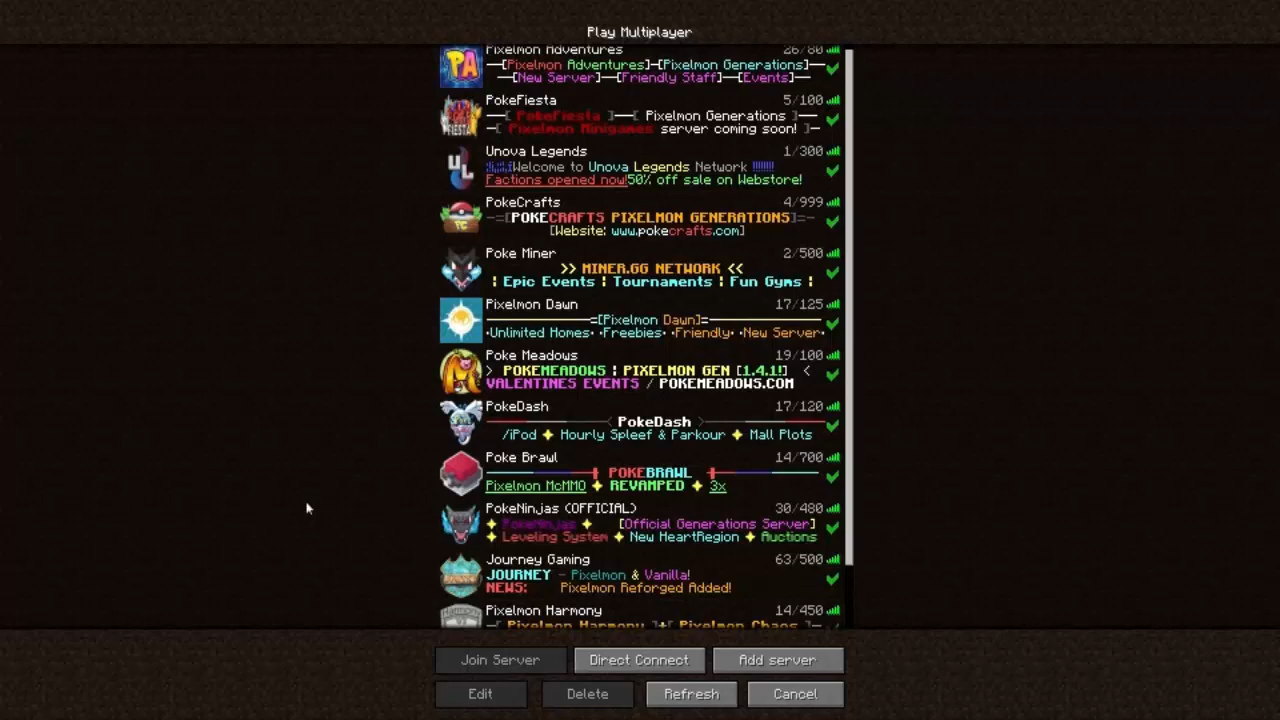 Play Multiplayer
Pixelmon Adventures 26/80
—[Pixelmon Adventures]—[Pixelmon Generations]—
—[New Server]—[Friendly Staff]—[Events]—
PokeFiesta 5/100
—[ PokeFiesta ]—[ Pixelmon Generations ]—
—[ Pixelmon Minigames server coming soon! ]—
Unova Legends 1/300
Welcome to Unova Legends Network !!!!!!!
Factions opened now!50% off sale on Webstore!
PokeCrafts 4/999
-=[POKECRAFTS PIXELMON GENERATIONS]=-
[Website: www.pokecrafts.com]
Poke Miner 2/500
>> MINER.GG NETWORK <<
¦ Epic Events ¦ Tournaments ¦ Fun Gyms ¦
Pixelmon Dawn 17/125
=[Pixelmon Dawn]=
•Unlimited Homes• •Freebies• •Friendly• •New Server•
Poke Meadows 19/100
> POKEMEADOWS ¦ PIXELMON GEN [1.4.1!] <
VALENTINES EVENTS / POKEMEADOWS.COM
PokeDash 17/120
PokeDash
/iPod ✦ Hourly Spleef & Parkour ✦ Mall Plots
Poke Brawl 14/700
POKEBRAWL
Pixelmon McMMO ✦ REVAMPED ✦ 3x
PokeNinjas (OFFICIAL) 30/480
✦ PokeNinjas ✦ [Official Generations Server]
✦ Leveling System ✦ New HeartRegion ✦ Auctions
Journey Gaming 63/500
JOURNEY - Pixelmon & Vanilla!
NEWS: Pixelmon Reforged Added!
Pixelmon Harmony 14/450
—[ Pixelmon Harmony ]+[ Pixelmon Chaos ]—
Join Server Direct Connect Add server
Edit Delete Refresh Cancel